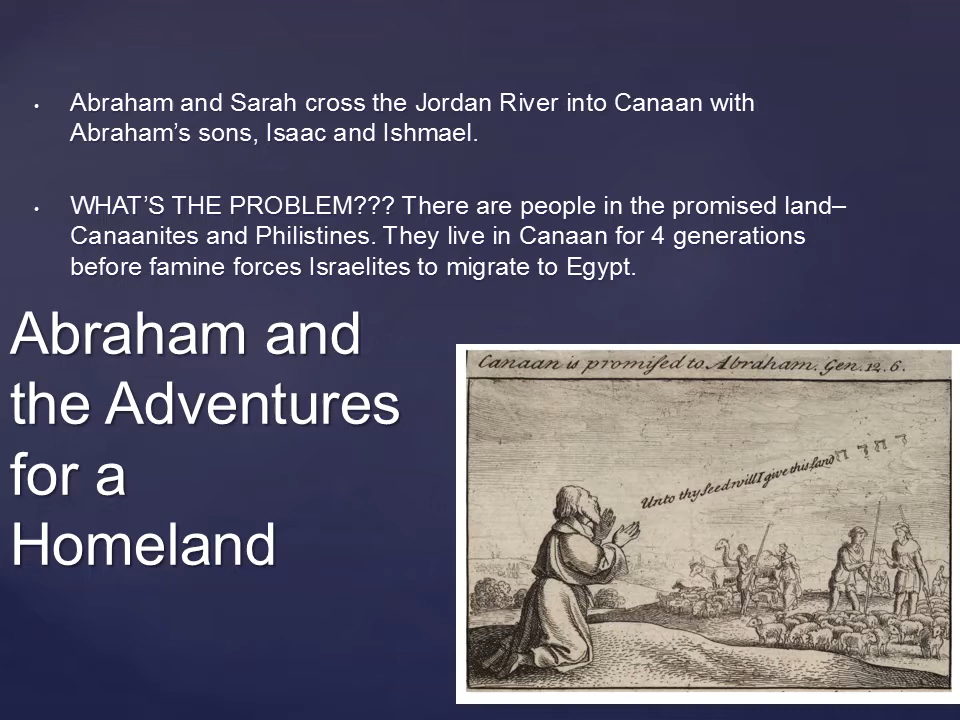 • Abraham and Sarah cross the Jordan River into Canaan with
Abraham’s sons, Isaac and Ishmael.
• WHAT’S THE PROBLEM??? There are people in the promised land–
Canaanites and Philistines. They live in Canaan for 4 generations
before famine forces Israelites to migrate to Egypt.
Abraham and
the Adventures
for a
Homeland
Canaan is promiſed to Abraham. Gen. 12. 6.
Unto thy ſeed will I give this land